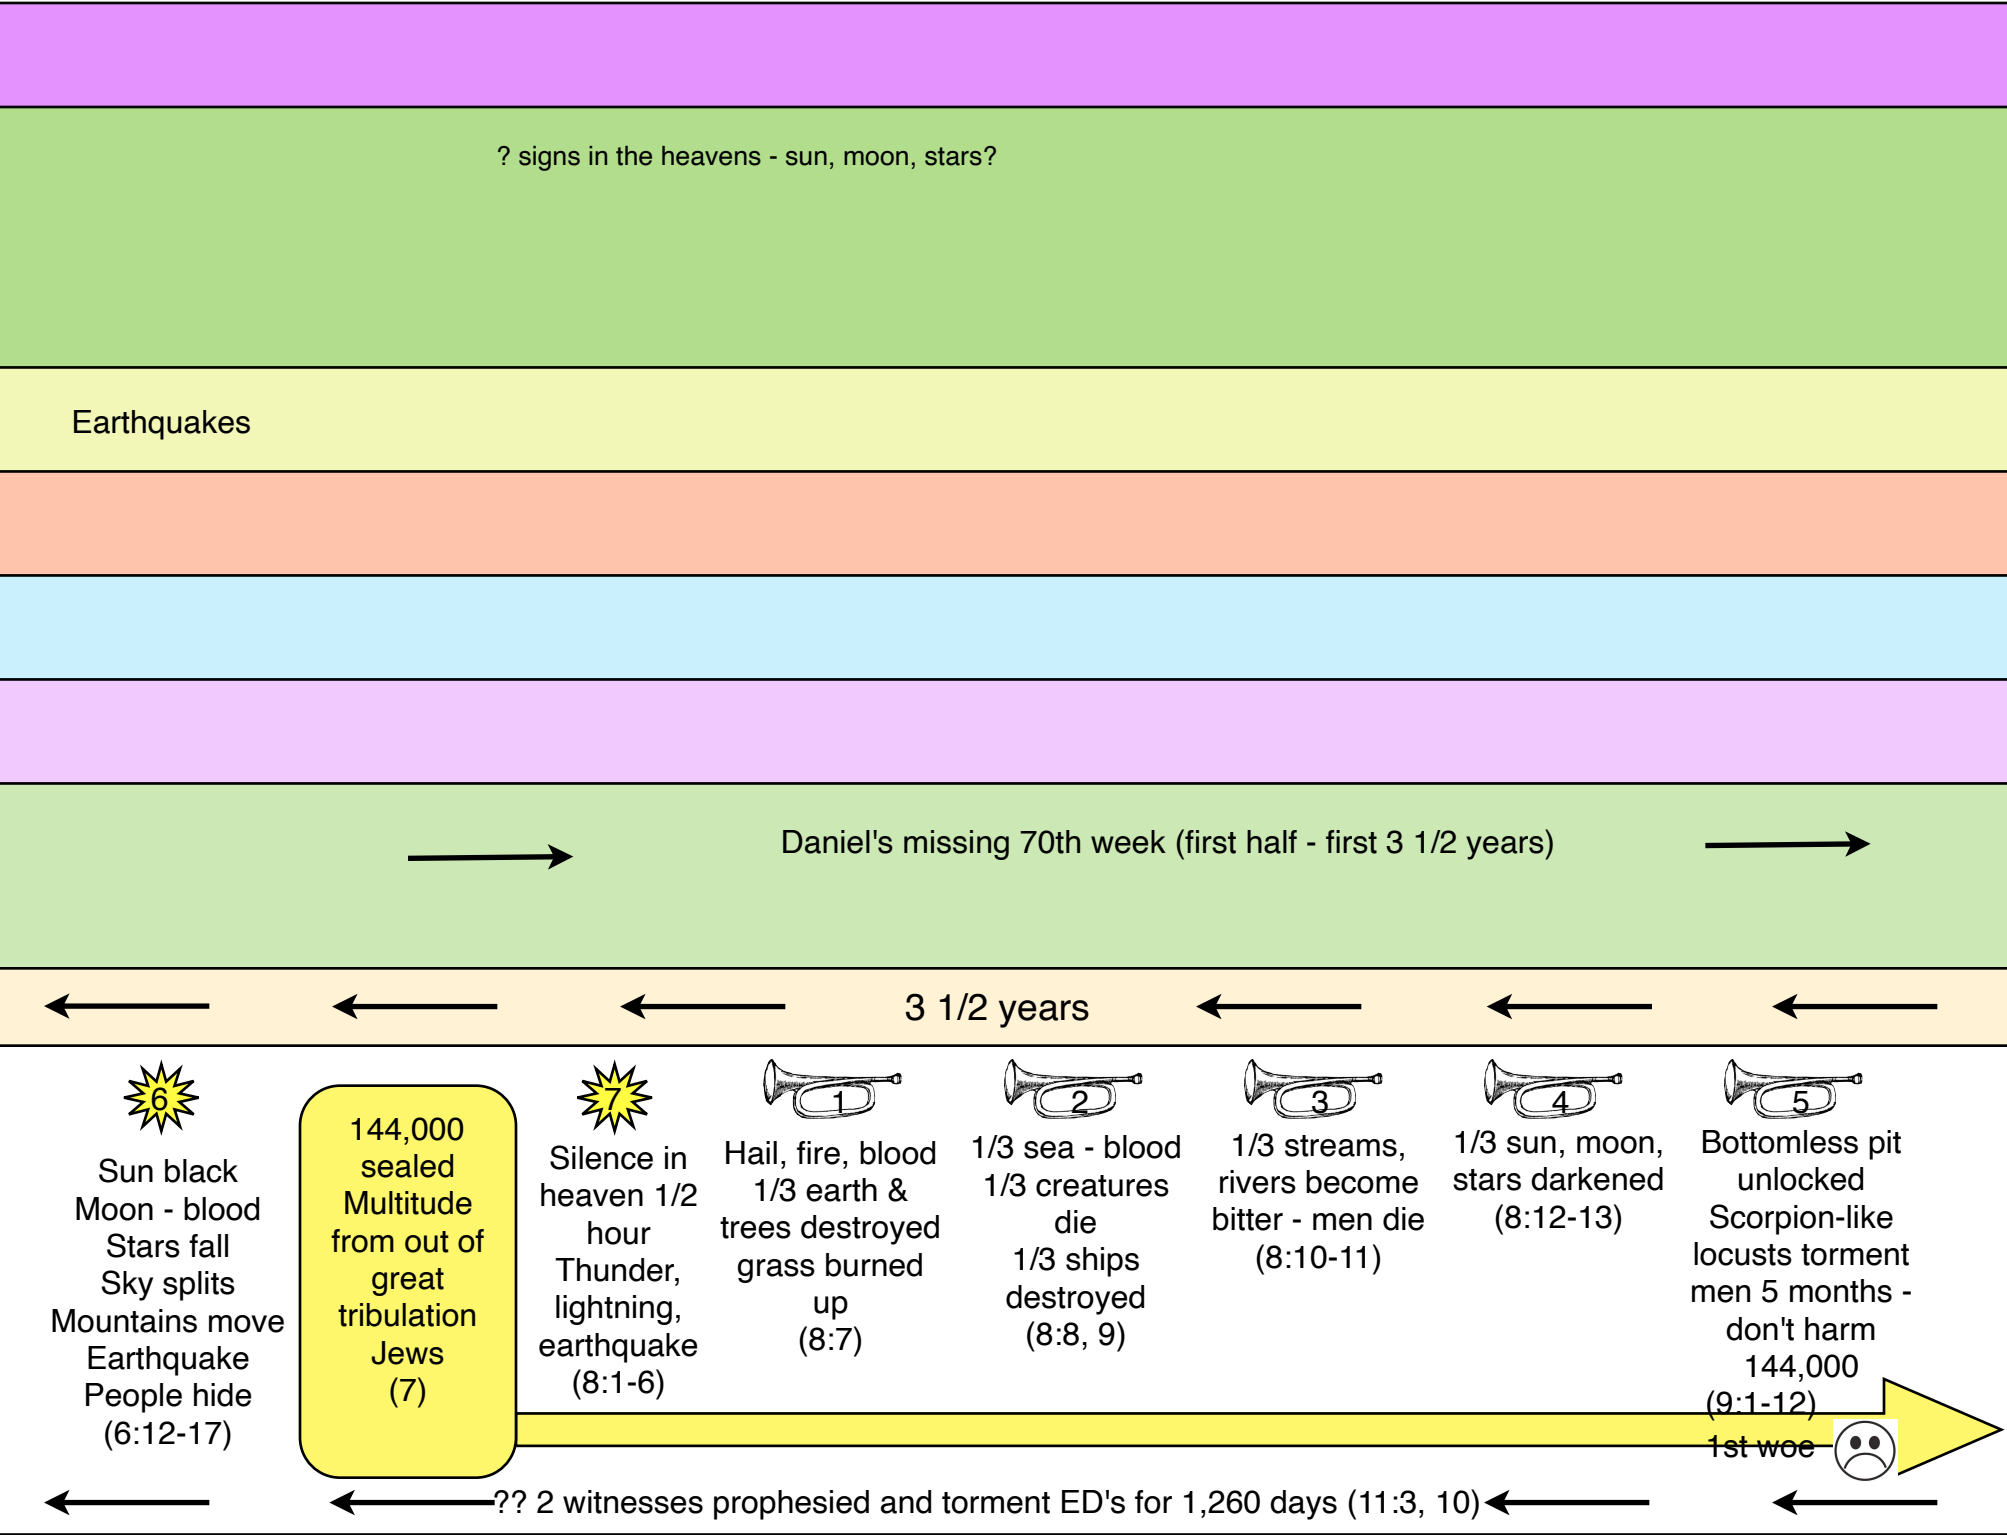 ? signs in the heavens - sun, moon, stars?
Earthquakes
Daniel's missing 70th week (first half - first 3 1/2 years)
3 1/2 years
6
Sun black
Moon - blood
Stars fall
Sky splits
Mountains move
Earthquake
People hide
(6:12-17)
144,000
sealed
Multitude
from out of
great
tribulation
Jews
(7)
7
Silence in
heaven 1/2
hour
Thunder,
lightning,
earthquake
(8:1-6)
1
Hail, fire, blood
1/3 earth &
trees destroyed
grass burned
up
(8:7)
2
1/3 sea - blood
1/3 creatures
die
1/3 ships
destroyed
(8:8, 9)
3
1/3 streams,
rivers become
bitter - men die
(8:10-11)
4
1/3 sun, moon,
stars darkened
(8:12-13)
5
Bottomless pit
unlocked
Scorpion-like
locusts torment
men 5 months -
don't harm
144,000
(9:1-12)
1st woe
?? 2 witnesses prophesied and torment ED's for 1,260 days (11:3, 10)